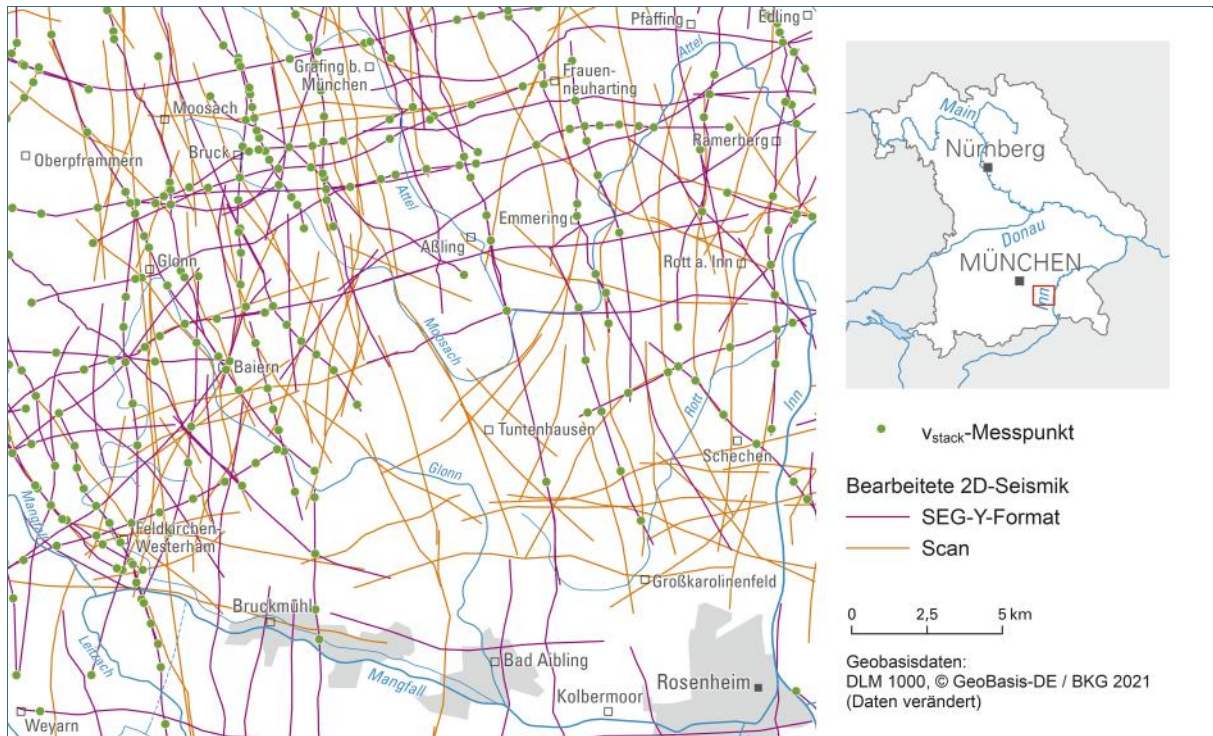 Pfaffing
Edling
Attel
Grafing b.
München
Frauen-
neuharting
Moosach
Ramerberg
Oberpframmern
Bruck
Attel
Emmering
Aßling
Rott a. Inn
Glonn
Moosach
Inn
Baiern
Rott
Tuntenhausen
Schechen
Glonn
Mangfall
Feldkirchen-
Westerham
Großkarolinenfeld
Bruckmühl
Leitzach
Bad Aibling
Mangfall
Rosenheim
Kolbermoor
Weyarn
Main
Nürnberg
Donau
MÜNCHEN
Inn
vstack-Messpunkt
Bearbeitete 2D-Seismik
SEG-Y-Format
Scan
0 2,5 5 km
Geobasisdaten:
DLM 1000, © GeoBasis-DE / BKG 2021
(Daten verändert)